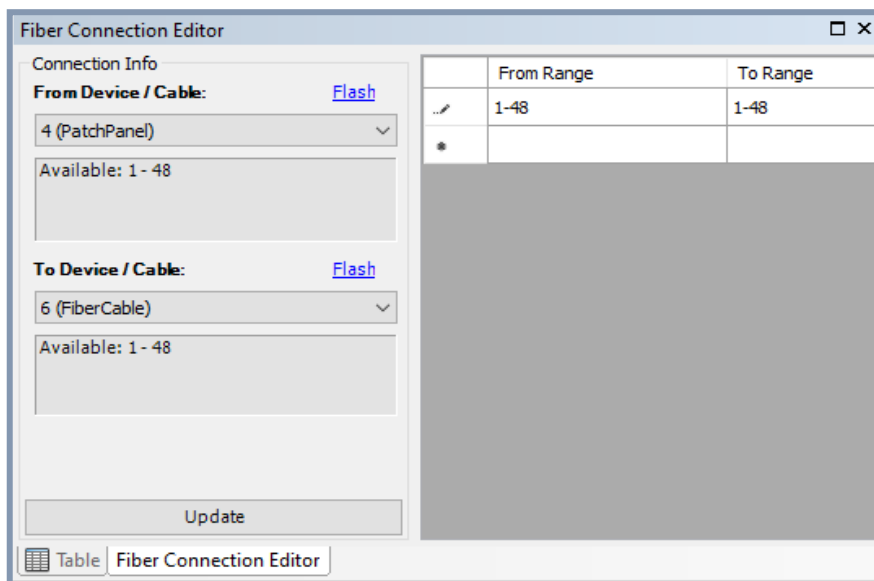 Fiber Connection Editor
Connection Info
From Device / Cable:
Flash
4 (PatchPanel)
Available: 1 - 48
To Device / Cable:
Flash
6 (FiberCable)
Available: 1 - 48
Update
From Range
To Range
1-48
1-48
Table
Fiber Connection Editor